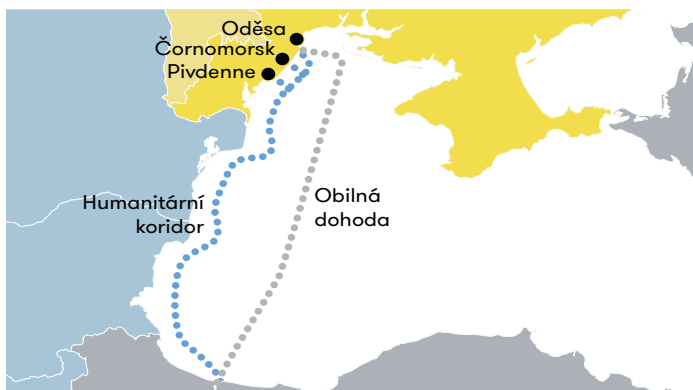 Oděsa
Čornomorsk
Pivdenne
Humanitární
koridor
Obilná
dohoda